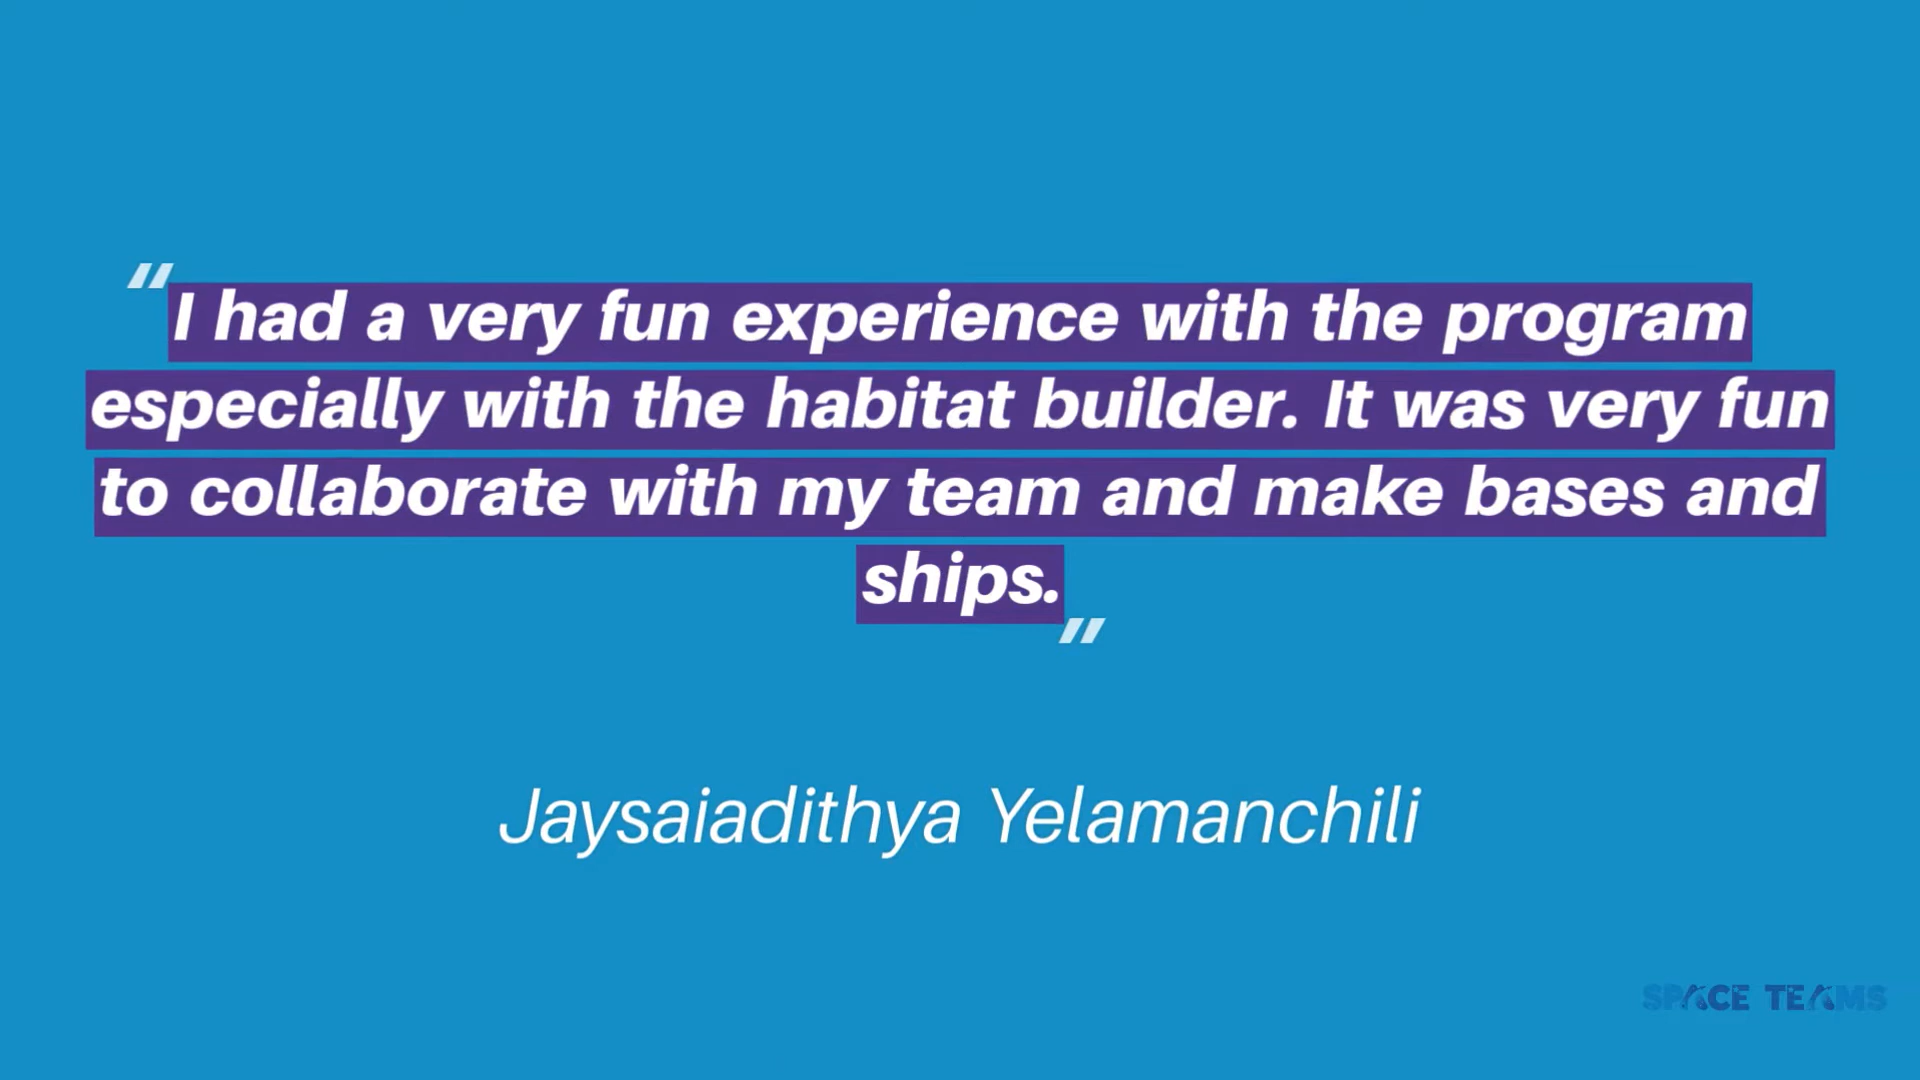 "I had a very fun experience with the program
especially with the habitat builder. It was very fun
to collaborate with my team and make bases and
ships."
Jaysaiadithya Yelamanchili
SPACE TEAMS